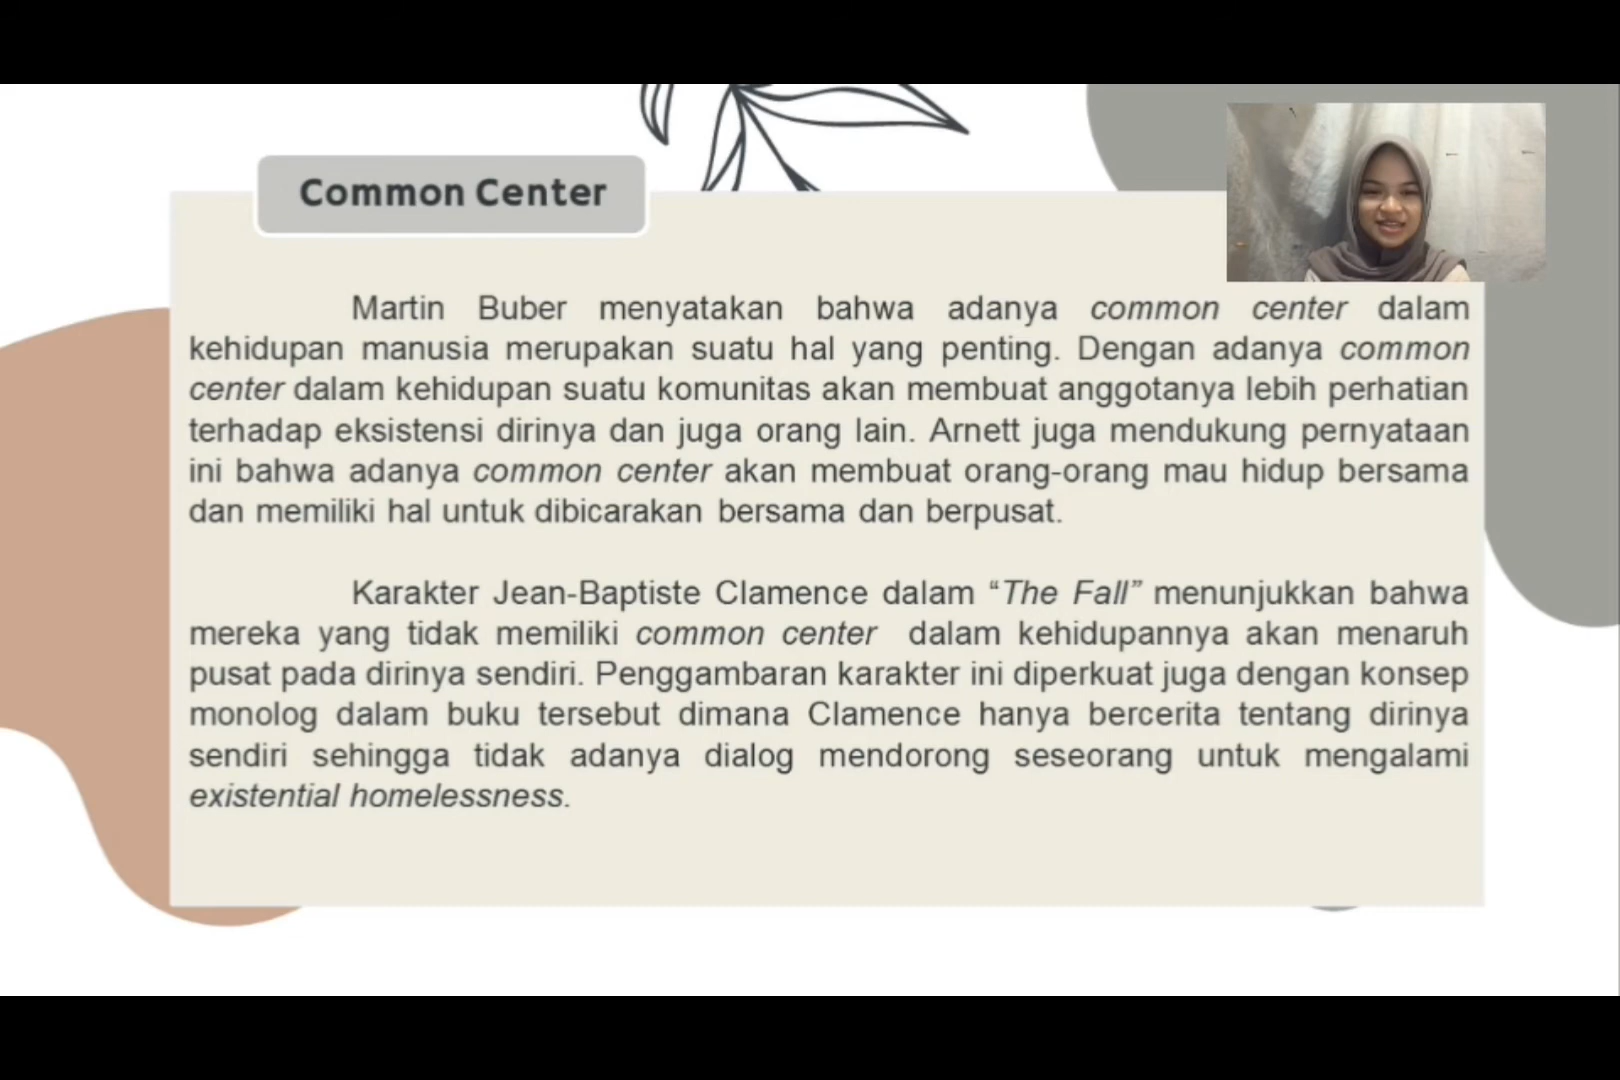 Common Center
Martin Buber menyatakan bahwa adanya common center dalam
kehidupan manusia merupakan suatu hal yang penting. Dengan adanya common
center dalam kehidupan suatu komunitas akan membuat anggotanya lebih perhatian
terhadap eksistensi dirinya dan juga orang lain. Arnett juga mendukung pernyataan
ini bahwa adanya common center akan membuat orang-orang mau hidup bersama
dan memiliki hal untuk dibicarakan bersama dan berpusat.
Karakter Jean-Baptiste Clamence dalam “The Fall” menunjukkan bahwa
mereka yang tidak memiliki common center dalam kehidupannya akan menaruh
pusat pada dirinya sendiri. Penggambaran karakter ini diperkuat juga dengan konsep
monolog dalam buku tersebut dimana Clamence hanya bercerita tentang dirinya
sendiri sehingga tidak adanya dialog mendorong seseorang untuk mengalami
existential homelessness.